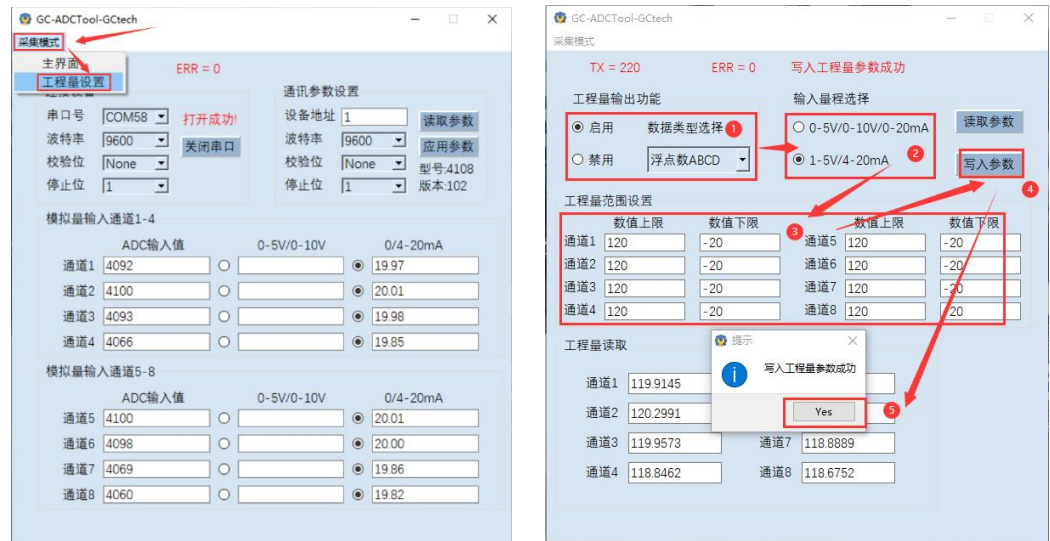 GC-ADCTool-GCtech
采集模式
主界面
工程量设置
ERR = 0
连接设备
串口号 COM58 打开成功!
波特率 9600 关闭串口
校验位 None
停止位 1
通讯参数设置
设备地址 1 读取参数
波特率 9600 应用参数
校验位 None 型号:4108
停止位 1 版本:102
模拟量输入通道1-4
ADC输入值 0-5V/0-10V 0/4-20mA
通道1 4092 19.97
通道2 4100 20.01
通道3 4093 19.98
通道4 4066 19.85
模拟量输入通道5-8
ADC输入值 0-5V/0-10V 0/4-20mA
通道5 4100 20.01
通道6 4098 20.00
通道7 4069 19.86
通道8 4060 19.82
GC-ADCTool-GCtech
采集模式
TX = 220 ERR = 0 写入工程量参数成功
工程量输出功能
启用 数据类型选择 1
禁用 浮点数ABCD
输入量程选择
0-5V/0-10V/0-20mA
1-5V/4-20mA 2
读取参数
写入参数
4
工程量范围设置
3
数值上限 数值下限 数值上限 数值下限
通道1 120 -20 通道5 120 -20
通道2 120 -20 通道6 120 -20
通道3 120 -20 通道7 120 -20
通道4 120 -20 通道8 120 -20
工程量读取
通道1 119.9145
通道2 120.2991
通道3 119.9573 通道7 118.8889
通道4 118.8462 通道8 118.6752
提示
写入工程量参数成功
Yes
5